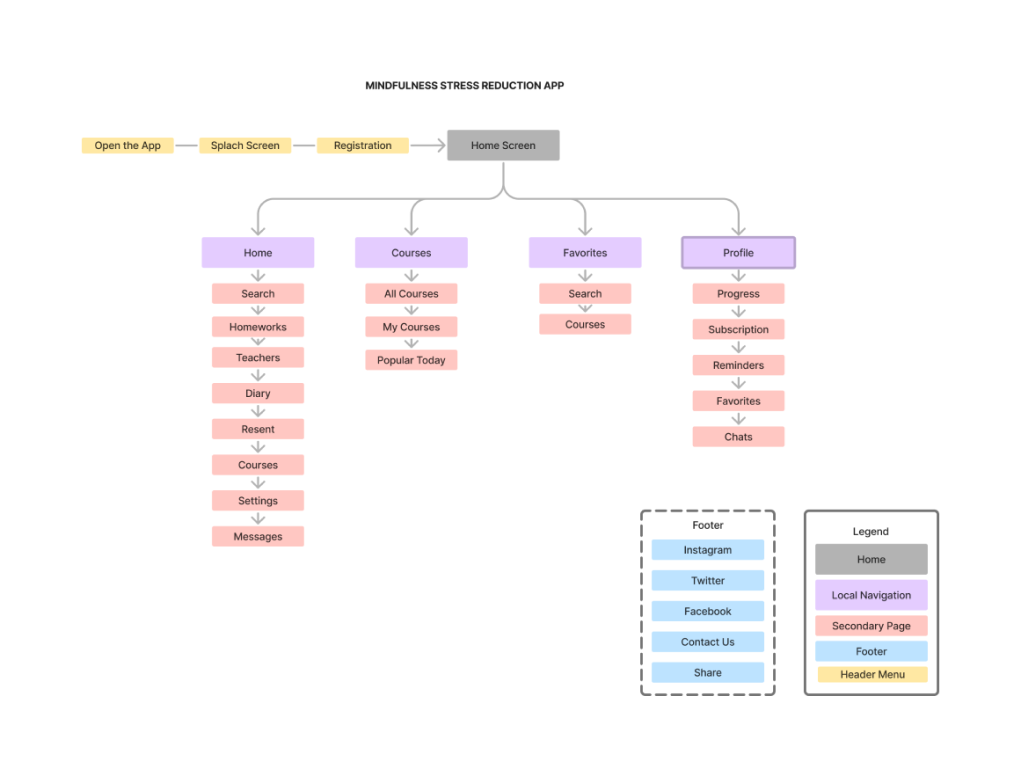 MINDFULNESS STRESS REDUCTION APP
Open the App
Splach Screen
Registration
Home Screen
Home
Search
Homeworks
Teachers
Diary
Resent
Courses
Settings
Messages
Courses
All Courses
My Courses
Popular Today
Favorites
Search
Courses
Profile
Progress
Subscription
Reminders
Favorites
Chats
Footer
Instagram
Twitter
Facebook
Contact Us
Share
Legend
Home
Local Navigation
Secondary Page
Footer
Header Menu